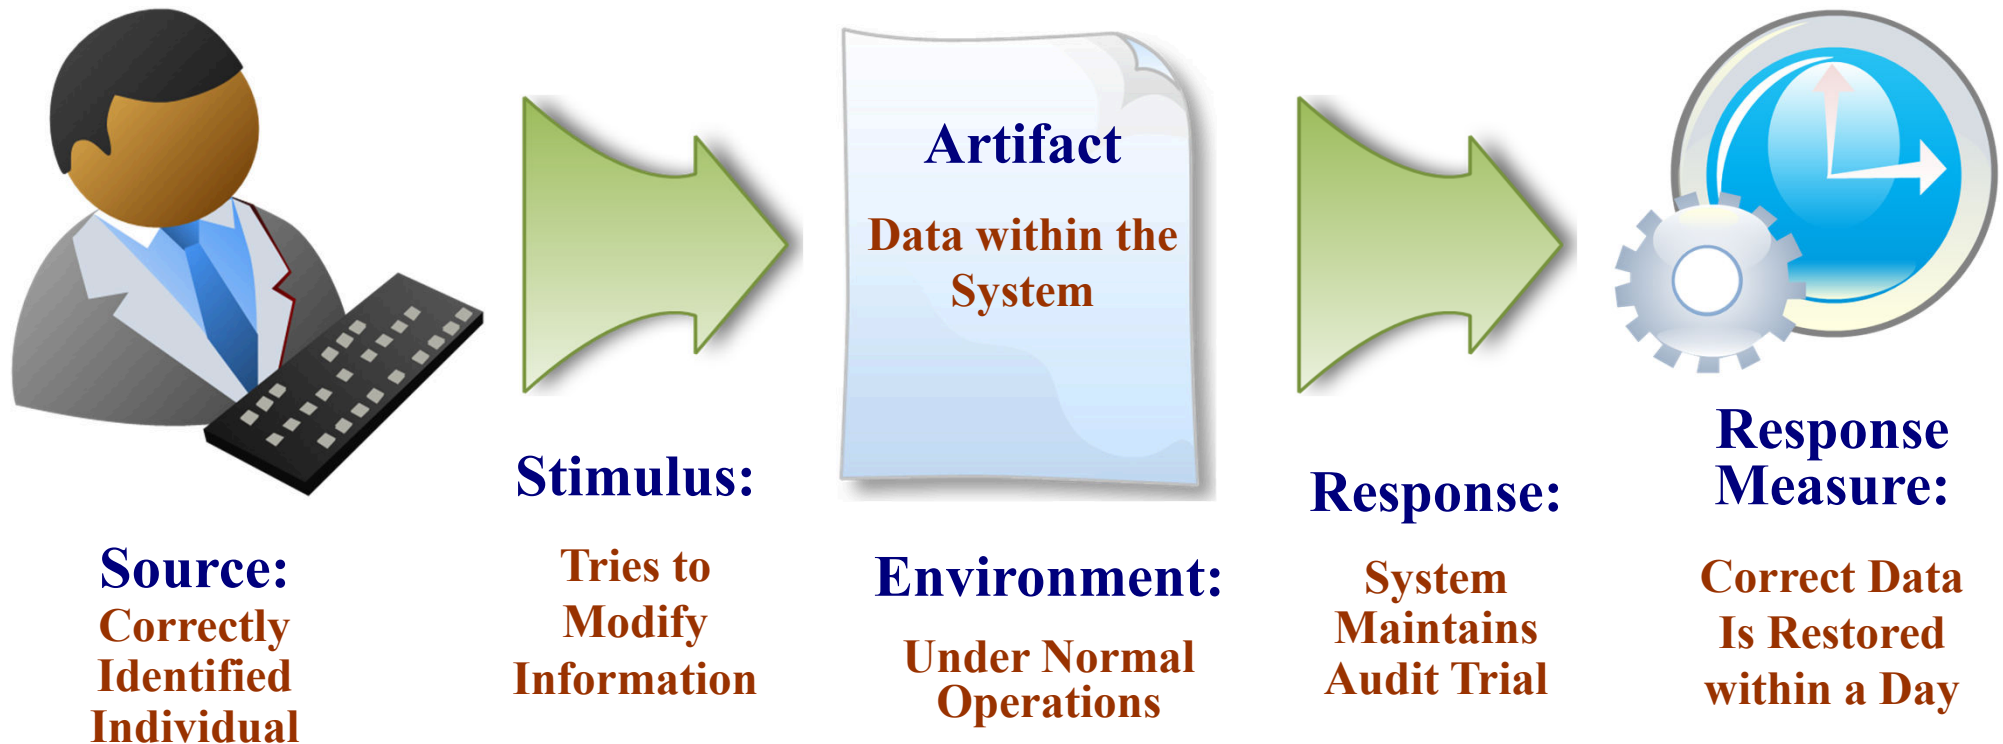 Source:
Correctly
Identified
Individual
Stimulus:
Tries to
Modify
Information
Artifact
Data within the
System
Environment:
Under Normal
Operations
Response:
System
Maintains
Audit Trial
Response
Measure:
Correct Data
Is Restored
within a Day